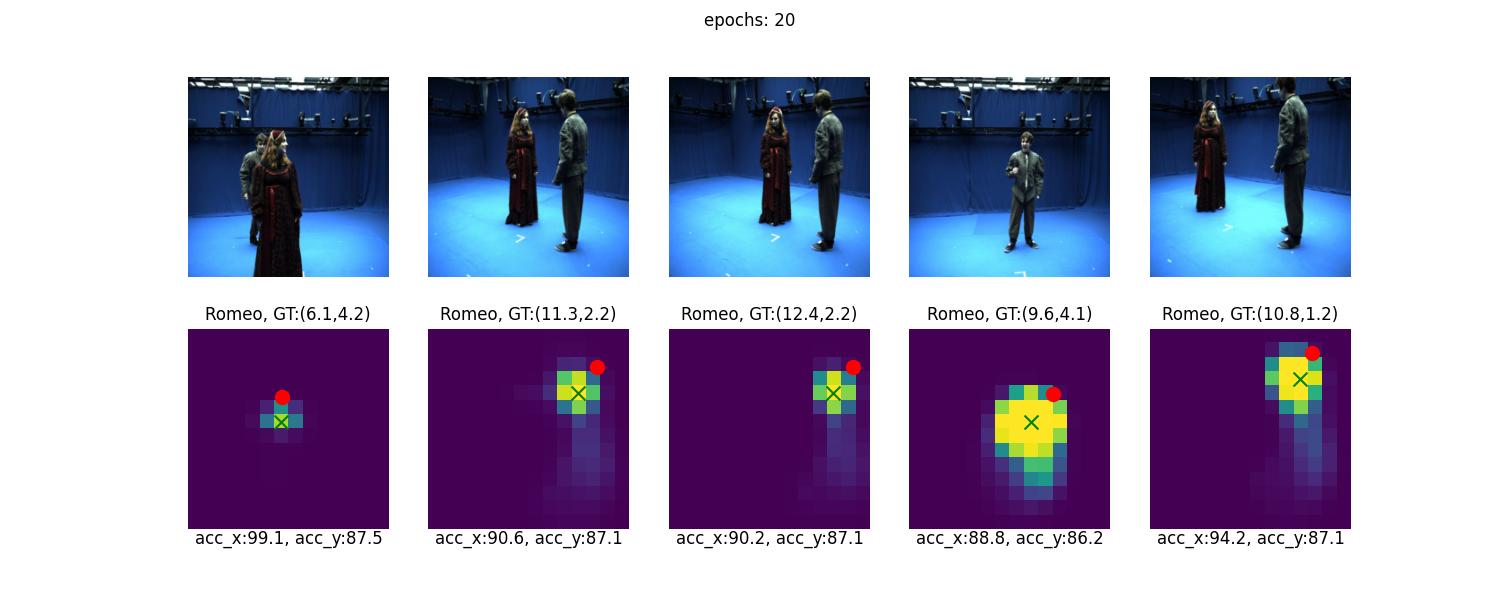 epochs: 20
Romeo, GT:(6.1,4.2)
Romeo, GT:(11.3,2.2)
Romeo, GT:(12.4,2.2)
Romeo, GT:(9.6,4.1)
Romeo, GT:(10.8,1.2)
acc_x:99.1, acc_y:87.5
acc_x:90.6, acc_y:87.1
acc_x:90.2, acc_y:87.1
acc_x:88.8, acc_y:86.2
acc_x:94.2, acc_y:87.1